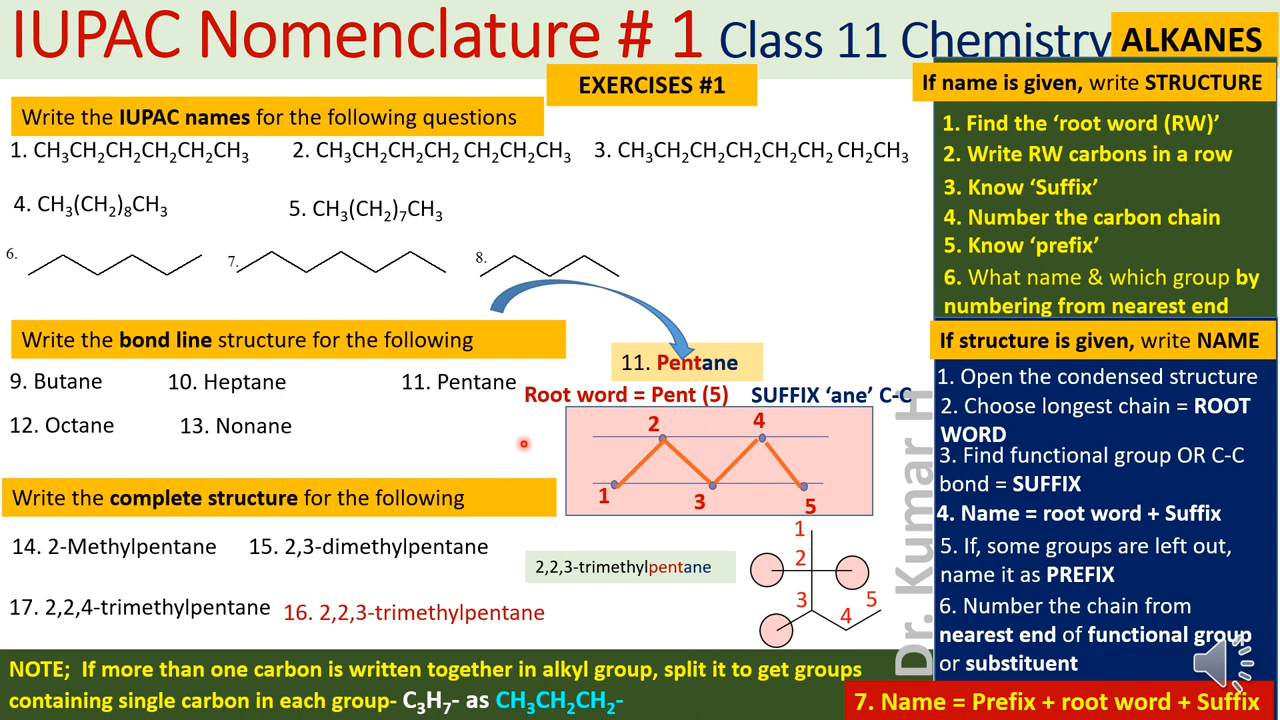 IUPAC Nomenclature # 1 Class 11 Chemistry ALKANES
EXERCISES #1
Write the IUPAC names for the following questions
1. CH₃CH₂CH₂CH₂CH₂CH₃ 2. CH₃CH₂CH₂CH₂ CH₂CH₂CH₃ 3. CH₃CH₂CH₂CH₂CH₂CH₂ CH₂CH₃
4. CH₃(CH₂)₈CH₃ 5. CH₃(CH₂)₇CH₃
6. 7. 8.
Write the bond line structure for the following
9. Butane 10. Heptane 11. Pentane
12. Octane 13. Nonane
11. Pentane
Root word = Pent (5) SUFFIX ‘ane’ C-C
2 4
1 3 5
Write the complete structure for the following
14. 2-Methylpentane 15. 2,3-dimethylpentane
17. 2,2,4-trimethylpentane 16. 2,2,3-trimethylpentane
2,2,3-trimethylpentane
1
2
3 4 5
NOTE; If more than one carbon is written together in alkyl group, split it to get groups
containing single carbon in each group- C₃H₇- as CH₃CH₂CH₂-
Dr. Kumar H
If name is given, write STRUCTURE
1. Find the ‘root word (RW)’
2. Write RW carbons in a row
3. Know ‘Suffix’
4. Number the carbon chain
5. Know ‘prefix’
6. What name & which group by
numbering from nearest end
If structure is given, write NAME
1. Open the condensed structure
2. Choose longest chain = ROOT
WORD
3. Find functional group OR C-C
bond = SUFFIX
4. Name = root word + Suffix
5. If, some groups are left out,
name it as PREFIX
6. Number the chain from
nearest end of functional group
or substituent
7. Name = Prefix + root word + Suffix